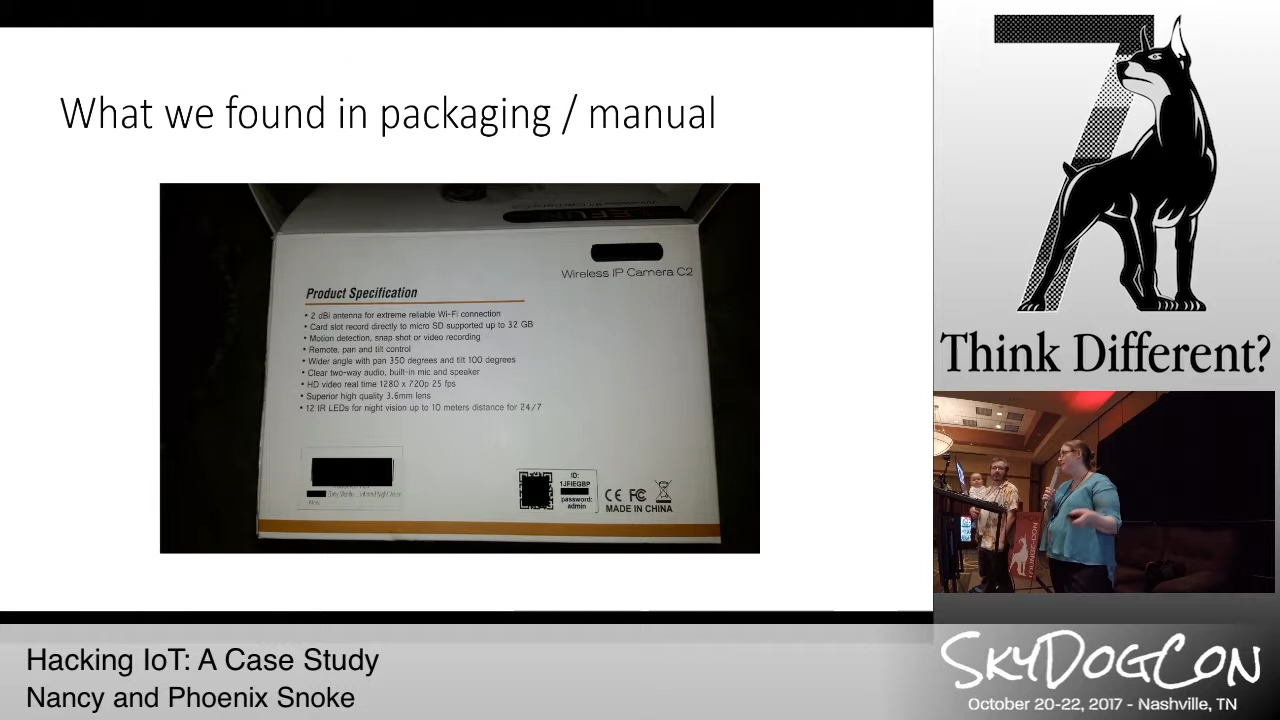 What we found in packaging / manual
Wireless IP Camera C2
Product Specification
• 2 dBi antenna for extreme reliable Wi-Fi connection
• Card slot record directly to micro SD supported up to 32 GB
• Motion detection, snap shot or video recording
• Remote, pan and tilt control
• Wider angle with pan 350 degrees and tilt 100 degrees
• Clear two-way audio, built-in mic and speaker
• HD video real time 1280 x 720p 25 fps
• Superior high quality 3.6mm lens
• 12 IR LEDs for night vision up to 10 meters distance for 24/7
New
ID:
1JFIEGBP
password:
admin
CE FC
MADE IN CHINA
7
Think Different?
Hacking IoT: A Case Study
Nancy and Phoenix Snoke
SKYDOGCON
October 20-22, 2017 - Nashville, TN